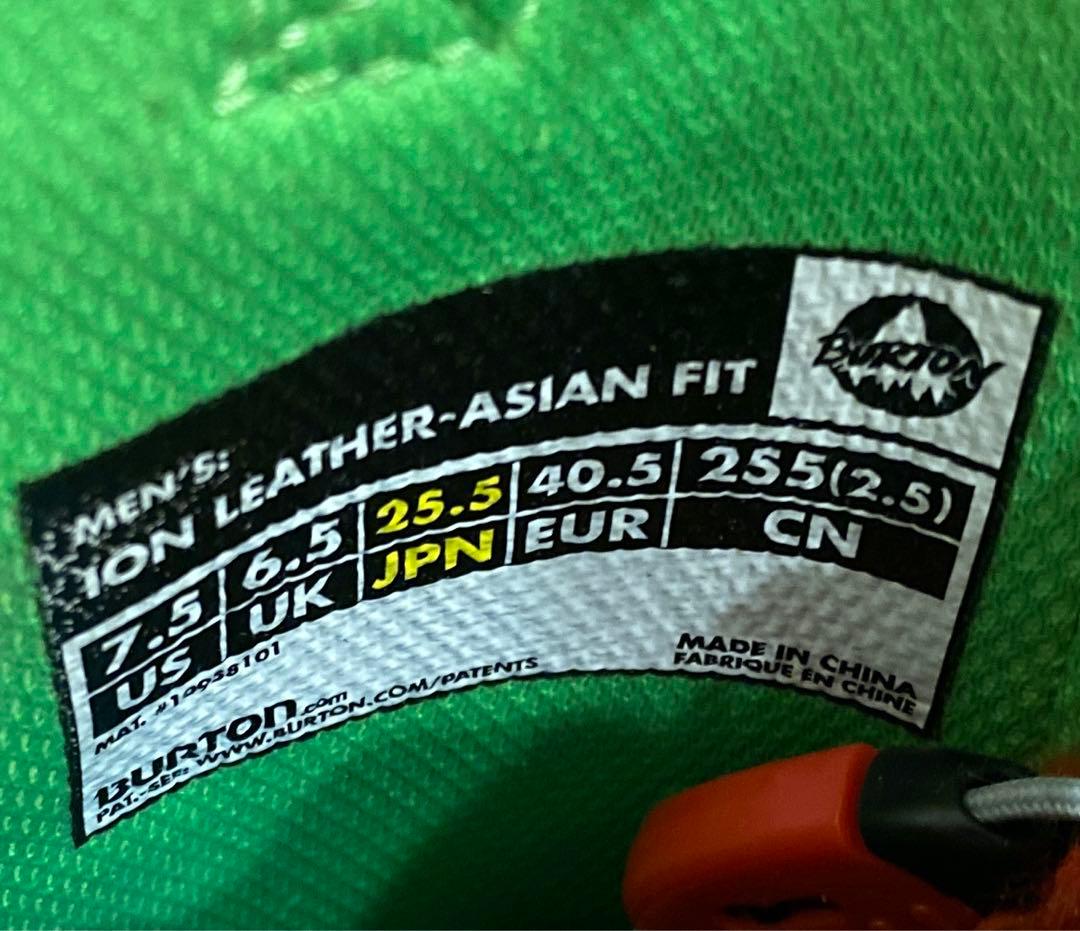 BURTON
MEN'S:
ION LEATHER-ASIAN FIT
7.5 6.5 25.5 40.5 255(2.5)
US UK JPN EUR CN
MAT. #10958101
BURTON.com
PAT.-SEE: WWW.BURTON.COM/PATENTS
MADE IN CHINA
FABRIQUE EN CHINE